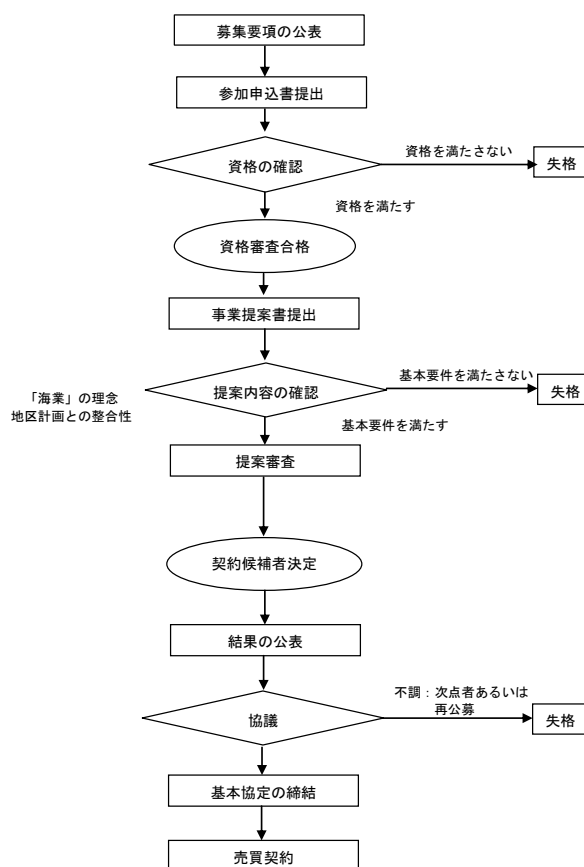 募集要項の公表
参加申込書提出
資格の確認
資格を満たさない
失格
資格を満たす
資格審査合格
事業提案書提出
「海業」の理念
地区計画との整合性
提案内容の確認
基本要件を満たさない
失格
基本要件を満たす
提案審査
契約候補者決定
結果の公表
協議
不調：次点者あるいは
再公募
失格
基本協定の締結
売買契約